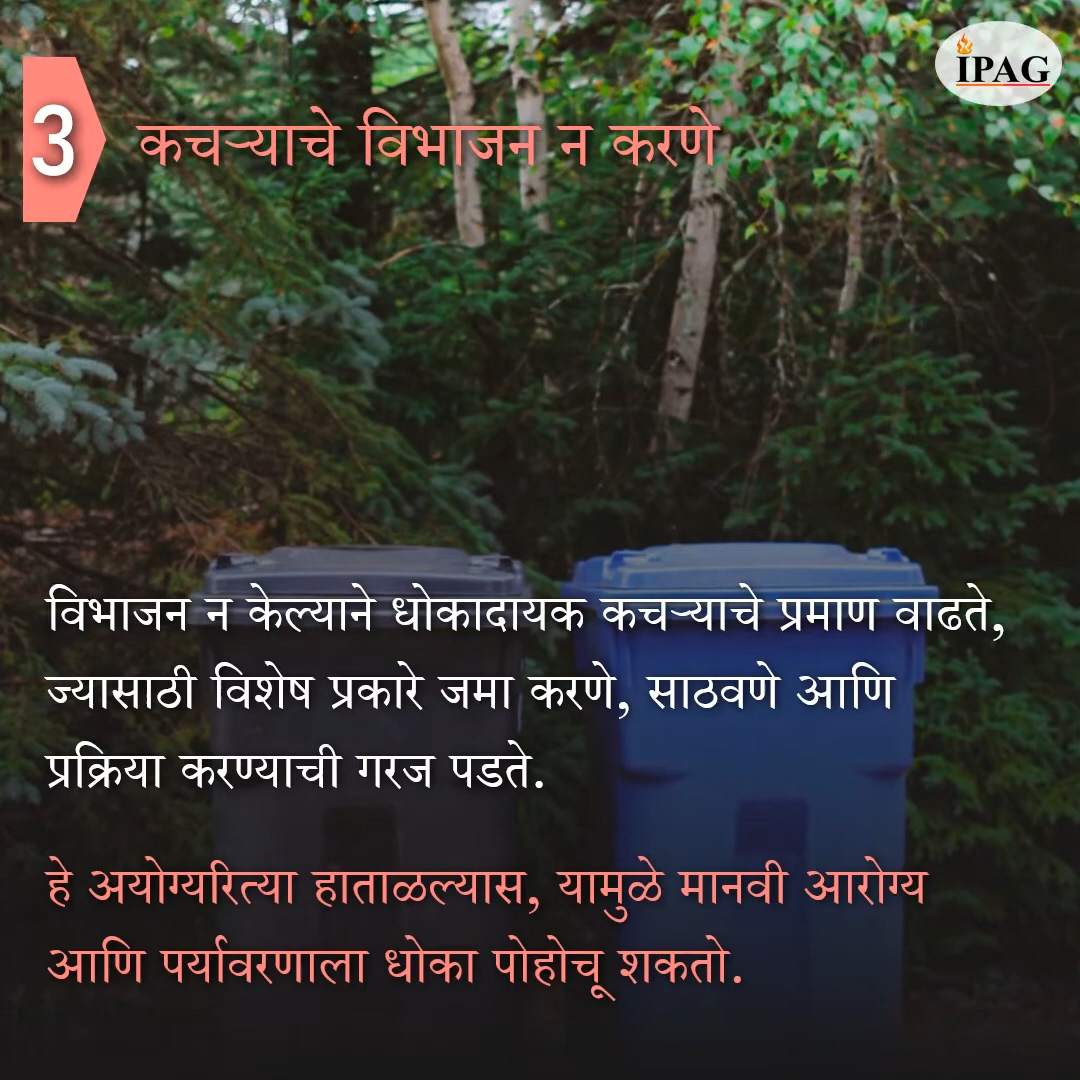 IPAG
3
कचऱ्याचे विभाजन न करणे
विभाजन न केल्याने धोकादायक कचऱ्याचे प्रमाण वाढते,
ज्यासाठी विशेष प्रकारे जमा करणे, साठवणे आणि
प्रक्रिया करण्याची गरज पडते.
हे अयोग्यरित्या हाताळल्यास, यामुळे मानवी आरोग्य
आणि पर्यावरणाला धोका पोहोचू शकतो.